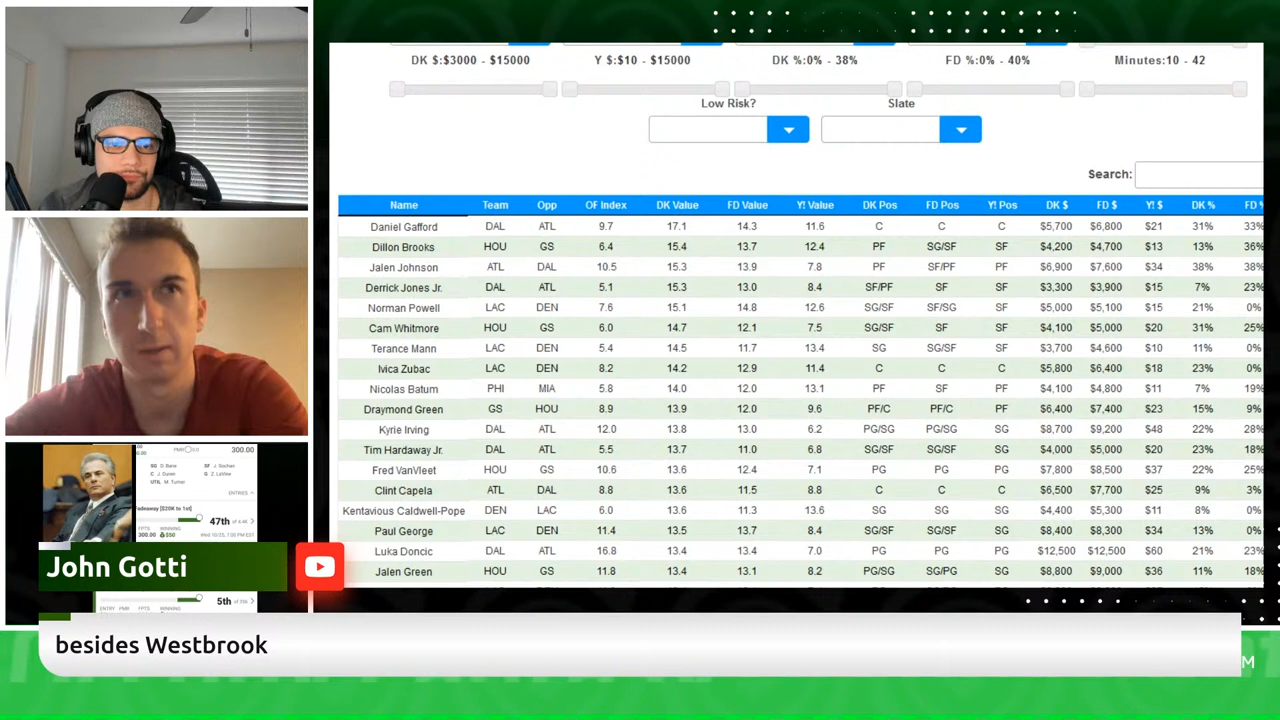 DK $:$3000 - $15000 Y $:$10 - $15000 DK %:0% - 38% FD %:0% - 40% Minutes:10 - 42
Low Risk? Slate
Search:
Name Team Opp OF Index DK Value FD Value Y! Value DK Pos FD Pos Y! Pos DK $ FD $ Y! $ DK % FD %
Daniel Gafford DAL ATL 9.7 17.1 14.3 11.6 C C C $5,700 $6,800 $21 31% 33%
Dillon Brooks HOU GS 6.4 15.4 13.7 12.4 PF SG/SF SF $4,200 $4,700 $13 13% 36%
Jalen Johnson ATL DAL 10.5 15.3 13.9 7.8 PF SF/PF PF $6,900 $7,600 $34 38% 38%
Derrick Jones Jr. DAL ATL 5.1 15.3 13.0 8.4 SF/PF SF SF $3,300 $3,900 $15 7% 23%
Norman Powell LAC DEN 7.6 15.1 14.8 12.6 SG/SF SF/SG SF $5,000 $5,100 $15 21% 0%
Cam Whitmore HOU GS 6.0 14.7 12.1 7.5 SG/SF SF SF $4,100 $5,000 $20 31% 25%
Terance Mann LAC DEN 5.4 14.5 11.7 13.4 SG SG/SF SF $3,700 $4,600 $10 11% 0%
Ivica Zubac LAC DEN 8.2 14.2 12.9 11.4 C C C $5,800 $6,400 $18 23% 0%
Nicolas Batum PHI MIA 5.8 14.0 12.0 13.1 PF SF PF $4,100 $4,800 $11 7% 19%
Draymond Green GS HOU 8.9 13.9 12.0 9.6 PF/C PF/C PF $6,400 $7,400 $23 15% 9%
Kyrie Irving DAL ATL 12.0 13.8 13.0 6.2 PG/SG PG/SG SG $8,700 $9,200 $48 22% 28%
Tim Hardaway Jr. DAL ATL 5.5 13.7 11.0 6.8 SG/SF SG/SF SG $4,000 $5,000 $20 23% 18%
Fred VanVleet HOU GS 10.6 13.6 12.4 7.1 PG PG PG $7,800 $8,500 $37 22% 25%
Clint Capela ATL DAL 8.8 13.6 11.5 8.8 C C C $6,500 $7,700 $25 9% 3%
Kentavious Caldwell-Pope DEN LAC 6.0 13.6 11.3 13.6 SG SG SG $4,400 $5,300 $11 8% 0%
Paul George LAC DEN 11.4 13.5 13.7 8.4 SG/SF SG/SF SF $8,400 $8,300 $34 13% 0%
Luka Doncic DAL ATL 16.8 13.4 13.4 7.0 PG PG PG $12,500 $12,500 $60 21% 23%
Jalen Green HOU GS 11.8 13.4 13.1 8.2 PG/SG SG/PG SG $8,800 $9,000 $36 11% 18%
300.00
SG D. Bane SF J. Sochan
C J. Duren G Z. LaVine
UTIL M. Turner
ENTRIES
Fadeaway [$20K to 1st]
47th
300.00 $50
5th
John Gotti
besides Westbrook